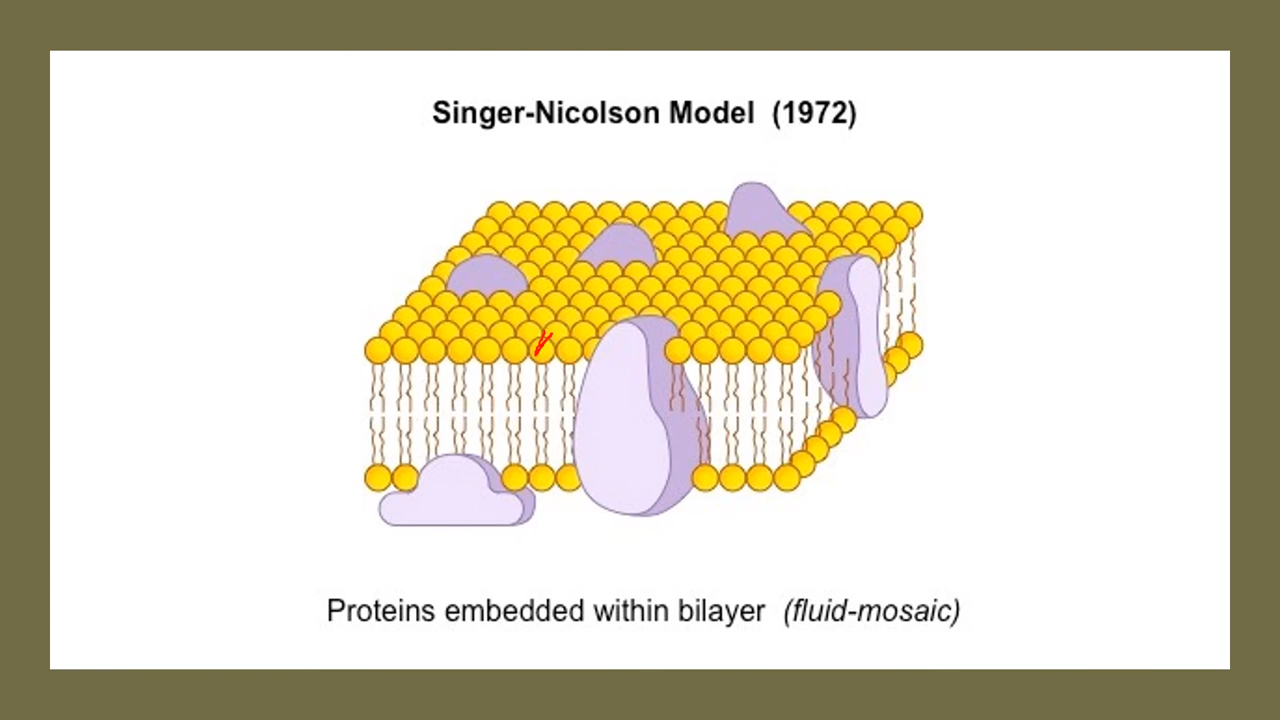 Singer-Nicolson Model (1972)
Proteins embedded within bilayer (fluid-mosaic)